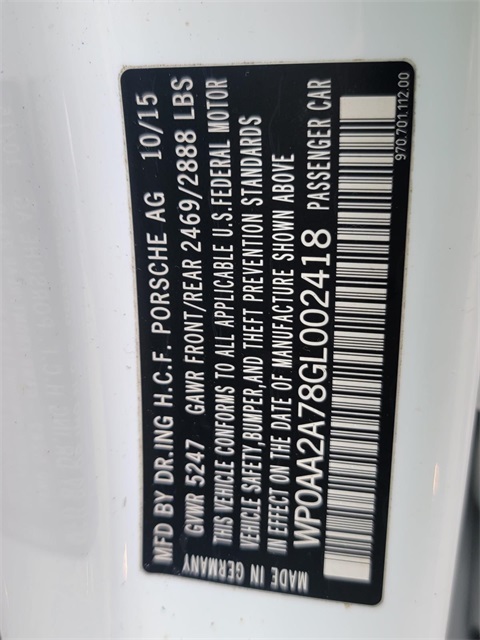 MFD BY DR.ING H.C.F. PORSCHE AG 10/15
GVWR 5247 GAWR FRONT/REAR 2469/2888 LBS
THIS VEHICLE CONFORMS TO ALL APPLICABLE U.S.FEDERAL MOTOR
VEHICLE SAFETY,BUMPER,AND THEFT PREVENTION STANDARDS
IN EFFECT ON THE DATE OF MANUFACTURE SHOWN ABOVE
WP0AA2A78GL002418 PASSENGER CAR
MADE IN GERMANY
970.701.112.00